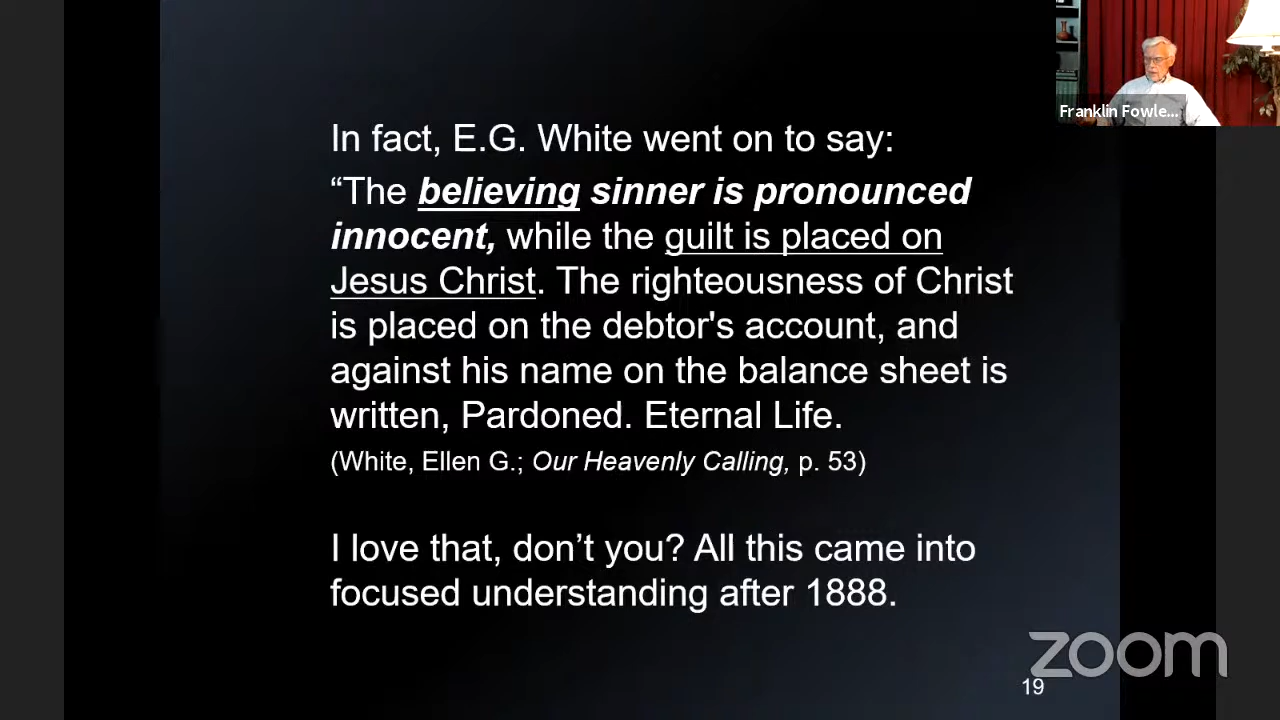 Franklin Fowle...
In fact, E.G. White went on to say:
“The believing sinner is pronounced
innocent, while the guilt is placed on
Jesus Christ. The righteousness of Christ
is placed on the debtor's account, and
against his name on the balance sheet is
written, Pardoned. Eternal Life.
(White, Ellen G.; Our Heavenly Calling, p. 53)
I love that, don’t you? All this came into
focused understanding after 1888.
zoom
19